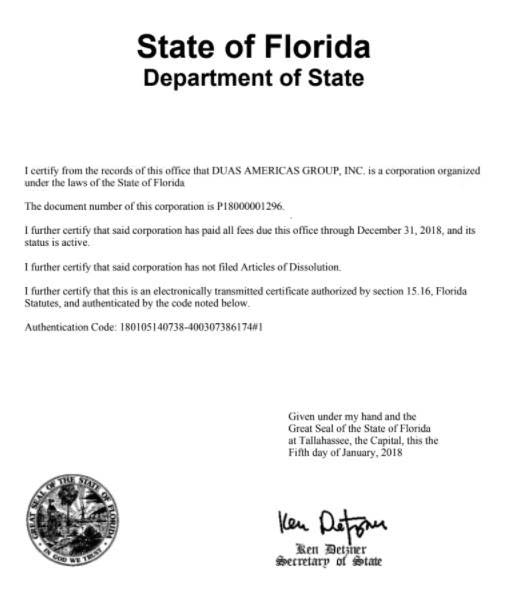 State of Florida
Department of State
I certify from the records of this office that DUAS AMERICAS GROUP, INC. is a corporation organized
under the laws of the State of Florida
The document number of this corporation is P18000001296.
I further certify that said corporation has paid all fees due this office through December 31, 2018, and its
status is active.
I further certify that said corporation has not filed Articles of Dissolution.
I further certify that this is an electronically transmitted certificate authorized by section 15.16, Florida
Statutes, and authenticated by the code noted below.
Authentication Code: 180105140738-400307386174#1
Given under my hand and the
Great Seal of the State of Florida
at Tallahassee, the Capital, this the
Fifth day of January, 2018
GREAT SEAL OF THE STATE OF FLORIDA
IN GOD WE TRUST
Ken Detzner
Ken Detzner
Secretary of State